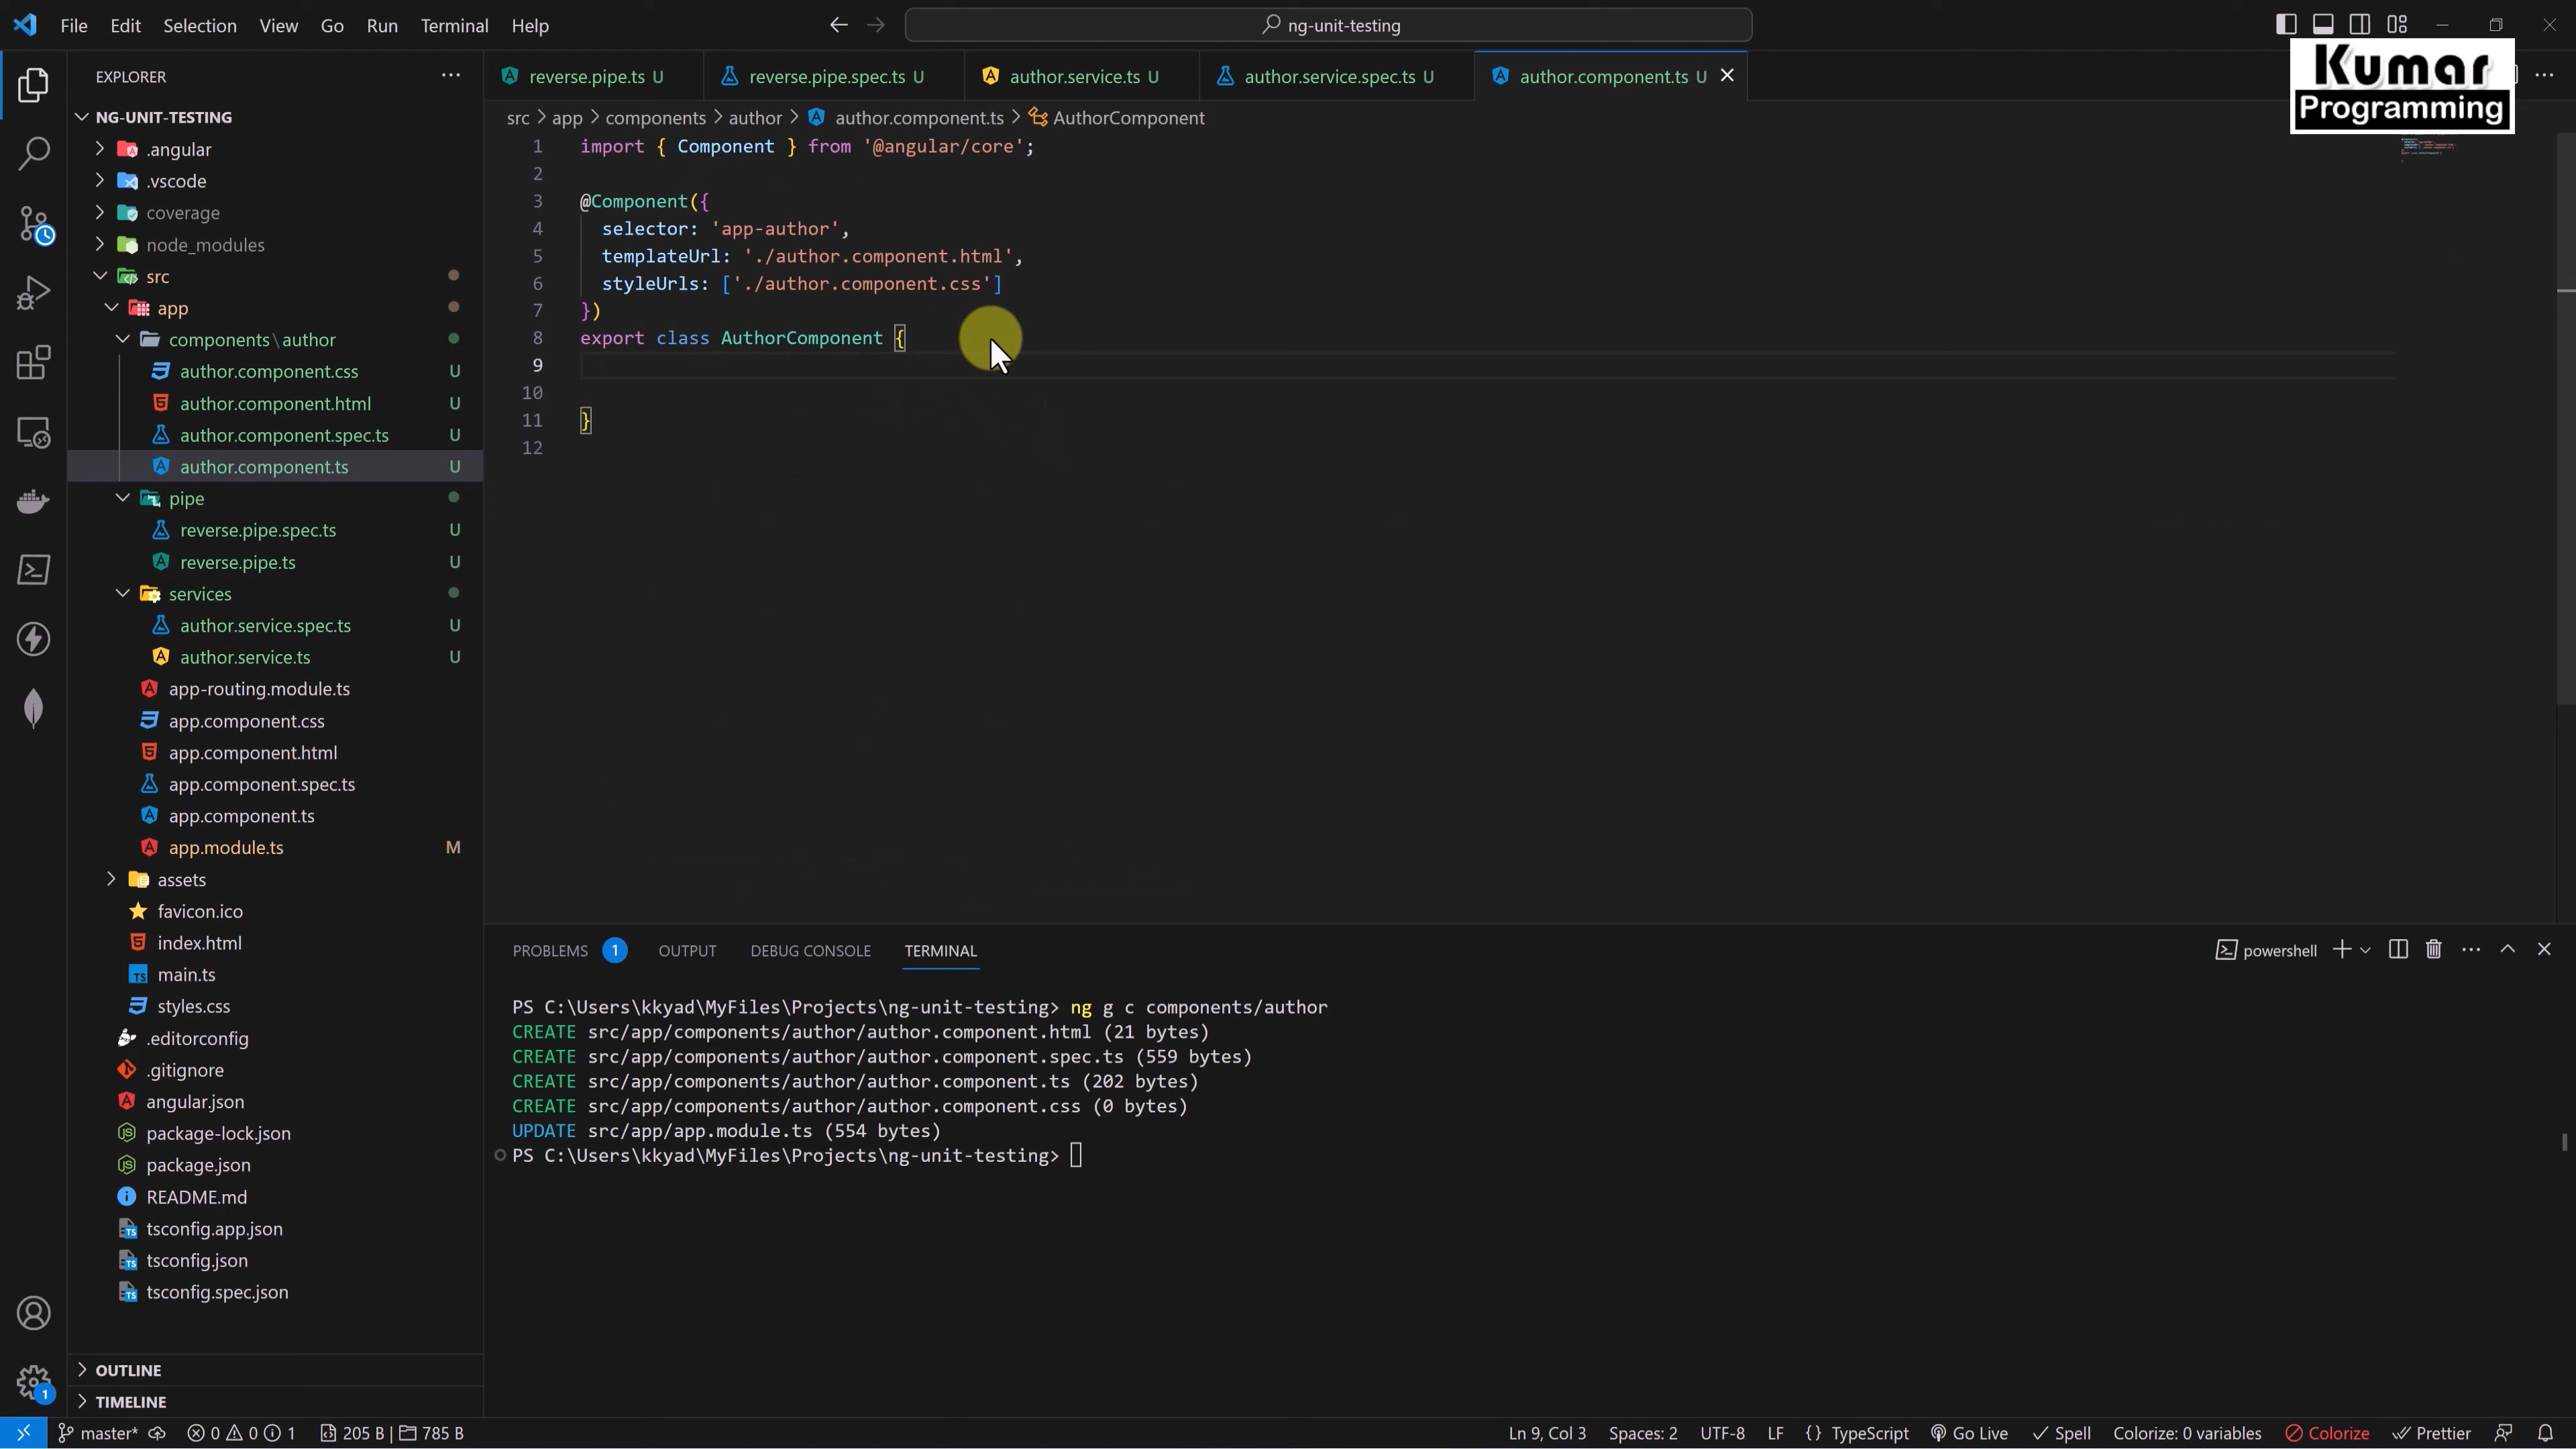 File Edit Selection View Go Run Terminal Help
ng-unit-testing
Kumar
Programming
EXPLORER
NG-UNIT-TESTING
.angular
.vscode
coverage
node_modules
src
app
components\author
author.component.css U
author.component.html U
author.component.spec.ts U
author.component.ts U
pipe
reverse.pipe.spec.ts U
reverse.pipe.ts U
services
author.service.spec.ts U
author.service.ts U
app-routing.module.ts
app.component.css
app.component.html
app.component.spec.ts
app.component.ts
app.module.ts M
assets
favicon.ico
index.html
main.ts
styles.css
.editorconfig
.gitignore
angular.json
package-lock.json
package.json
README.md
tsconfig.app.json
tsconfig.json
tsconfig.spec.json
OUTLINE
TIMELINE
reverse.pipe.ts U reverse.pipe.spec.ts U author.service.ts U author.service.spec.ts U author.component.ts U
src > app > components > author > author.component.ts > AuthorComponent
1 import { Component } from '@angular/core';
2
3 @Component({
4 selector: 'app-author',
5 templateUrl: './author.component.html',
6 styleUrls: ['./author.component.css']
7 })
8 export class AuthorComponent {
9
10
11 }
12
PROBLEMS 1 OUTPUT DEBUG CONSOLE TERMINAL
powershell
PS C:\Users\kkyad\MyFiles\Projects\ng-unit-testing> ng g c components/author
CREATE src/app/components/author/author.component.html (21 bytes)
CREATE src/app/components/author/author.component.spec.ts (559 bytes)
CREATE src/app/components/author/author.component.ts (202 bytes)
CREATE src/app/components/author/author.component.css (0 bytes)
UPDATE src/app/app.module.ts (554 bytes)
PS C:\Users\kkyad\MyFiles\Projects\ng-unit-testing>
1
master* 0 0 1 205 B | 785 B
Ln 9, Col 3 Spaces: 2 UTF-8 LF {} TypeScript Go Live Spell Colorize: 0 variables Colorize Prettier